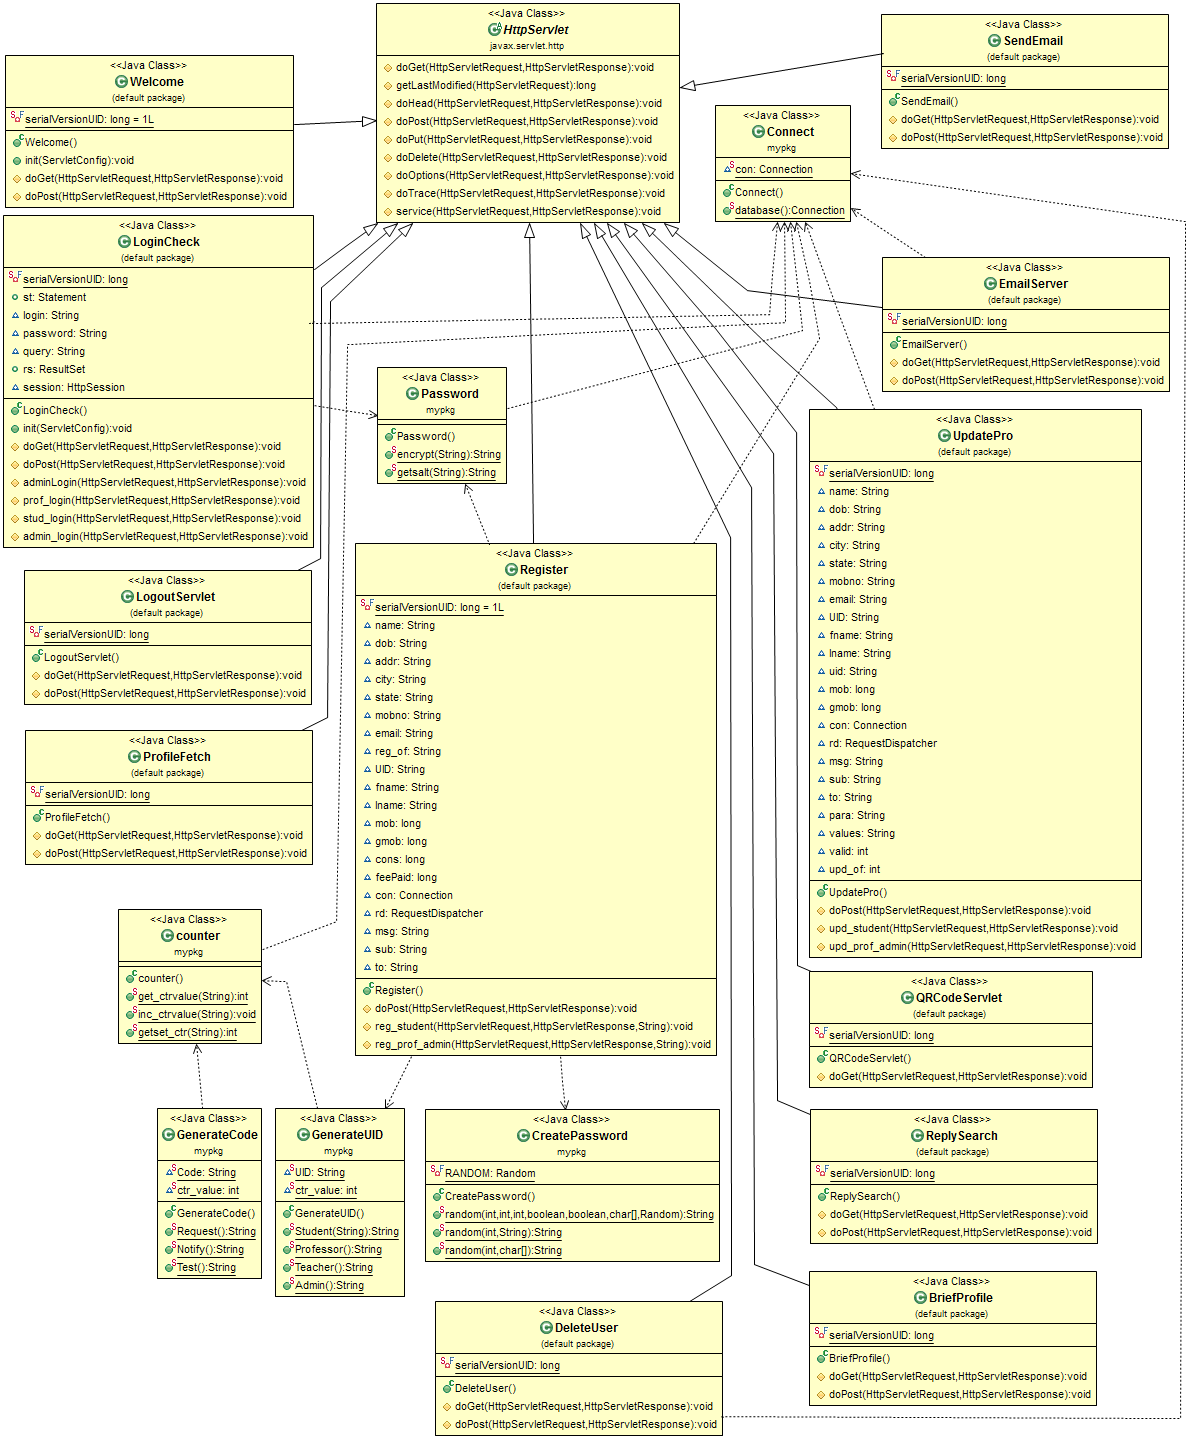 <<Java Class>>
HttpServlet
javax.servlet.http
doGet(HttpServletRequest,HttpServletResponse):void
getLastModified(HttpServletRequest):long
doHead(HttpServletRequest,HttpServletResponse):void
doPost(HttpServletRequest,HttpServletResponse):void
doPut(HttpServletRequest,HttpServletResponse):void
doDelete(HttpServletRequest,HttpServletResponse):void
doOptions(HttpServletRequest,HttpServletResponse):void
doTrace(HttpServletRequest,HttpServletResponse):void
service(HttpServletRequest,HttpServletResponse):void
<<Java Class>>
SendEmail
(default package)
serialVersionUID: long
SendEmail()
doGet(HttpServletRequest,HttpServletResponse):void
doPost(HttpServletRequest,HttpServletResponse):void
<<Java Class>>
Welcome
(default package)
serialVersionUID: long = 1L
Welcome()
init(ServletConfig):void
doGet(HttpServletRequest,HttpServletResponse):void
doPost(HttpServletRequest,HttpServletResponse):void
<<Java Class>>
Connect
mypkg
con: Connection
Connect()
database():Connection
<<Java Class>>
LoginCheck
(default package)
serialVersionUID: long
st: Statement
login: String
password: String
query: String
rs: ResultSet
session: HttpSession
LoginCheck()
init(ServletConfig):void
doGet(HttpServletRequest,HttpServletResponse):void
doPost(HttpServletRequest,HttpServletResponse):void
adminLogin(HttpServletRequest,HttpServletResponse):void
prof_login(HttpServletRequest,HttpServletResponse):void
stud_login(HttpServletRequest,HttpServletResponse):void
admin_login(HttpServletRequest,HttpServletResponse):void
<<Java Class>>
EmailServer
(default package)
serialVersionUID: long
EmailServer()
doGet(HttpServletRequest,HttpServletResponse):void
doPost(HttpServletRequest,HttpServletResponse):void
<<Java Class>>
Password
mypkg
Password()
encrypt(String):String
getsalt(String):String
<<Java Class>>
UpdatePro
(default package)
serialVersionUID: long
name: String
dob: String
addr: String
city: String
state: String
mobno: String
email: String
UID: String
fname: String
lname: String
uid: String
mob: long
gmob: long
con: Connection
rd: RequestDispatcher
msg: String
sub: String
to: String
para: String
values: String
valid: int
upd_of: int
UpdatePro()
doPost(HttpServletRequest,HttpServletResponse):void
upd_student(HttpServletRequest,HttpServletResponse):void
upd_prof_admin(HttpServletRequest,HttpServletResponse):void
<<Java Class>>
Register
(default package)
serialVersionUID: long = 1L
name: String
dob: String
addr: String
city: String
state: String
mobno: String
email: String
reg_of: String
UID: String
fname: String
lname: String
mob: long
gmob: long
cons: long
feePaid: long
con: Connection
rd: RequestDispatcher
msg: String
sub: String
to: String
Register()
doPost(HttpServletRequest,HttpServletResponse):void
reg_student(HttpServletRequest,HttpServletResponse,String):void
reg_prof_admin(HttpServletRequest,HttpServletResponse,String):void
<<Java Class>>
LogoutServlet
(default package)
serialVersionUID: long
LogoutServlet()
doGet(HttpServletRequest,HttpServletResponse):void
doPost(HttpServletRequest,HttpServletResponse):void
<<Java Class>>
ProfileFetch
(default package)
serialVersionUID: long
ProfileFetch()
doGet(HttpServletRequest,HttpServletResponse):void
doPost(HttpServletRequest,HttpServletResponse):void
<<Java Class>>
counter
mypkg
counter()
get_ctrvalue(String):int
inc_ctrvalue(String):void
getset_ctr(String):int
<<Java Class>>
QRCodeServlet
(default package)
serialVersionUID: long
QRCodeServlet()
doGet(HttpServletRequest,HttpServletResponse):void
<<Java Class>>
GenerateCode
mypkg
Code: String
ctr_value: int
GenerateCode()
Request():String
Notify():String
Test():String
<<Java Class>>
GenerateUID
mypkg
UID: String
ctr_value: int
GenerateUID()
Student(String):String
Professor():String
Teacher():String
Admin():String
<<Java Class>>
CreatePassword
mypkg
RANDOM: Random
CreatePassword()
random(int,int,int,boolean,boolean,char[],Random):String
random(int,String):String
random(int,char[]):String
<<Java Class>>
ReplySearch
(default package)
serialVersionUID: long
ReplySearch()
doGet(HttpServletRequest,HttpServletResponse):void
doPost(HttpServletRequest,HttpServletResponse):void
<<Java Class>>
BriefProfile
(default package)
serialVersionUID: long
BriefProfile()
doGet(HttpServletRequest,HttpServletResponse):void
doPost(HttpServletRequest,HttpServletResponse):void
<<Java Class>>
DeleteUser
(default package)
serialVersionUID: long
DeleteUser()
doGet(HttpServletRequest,HttpServletResponse):void
doPost(HttpServletRequest,HttpServletResponse):void